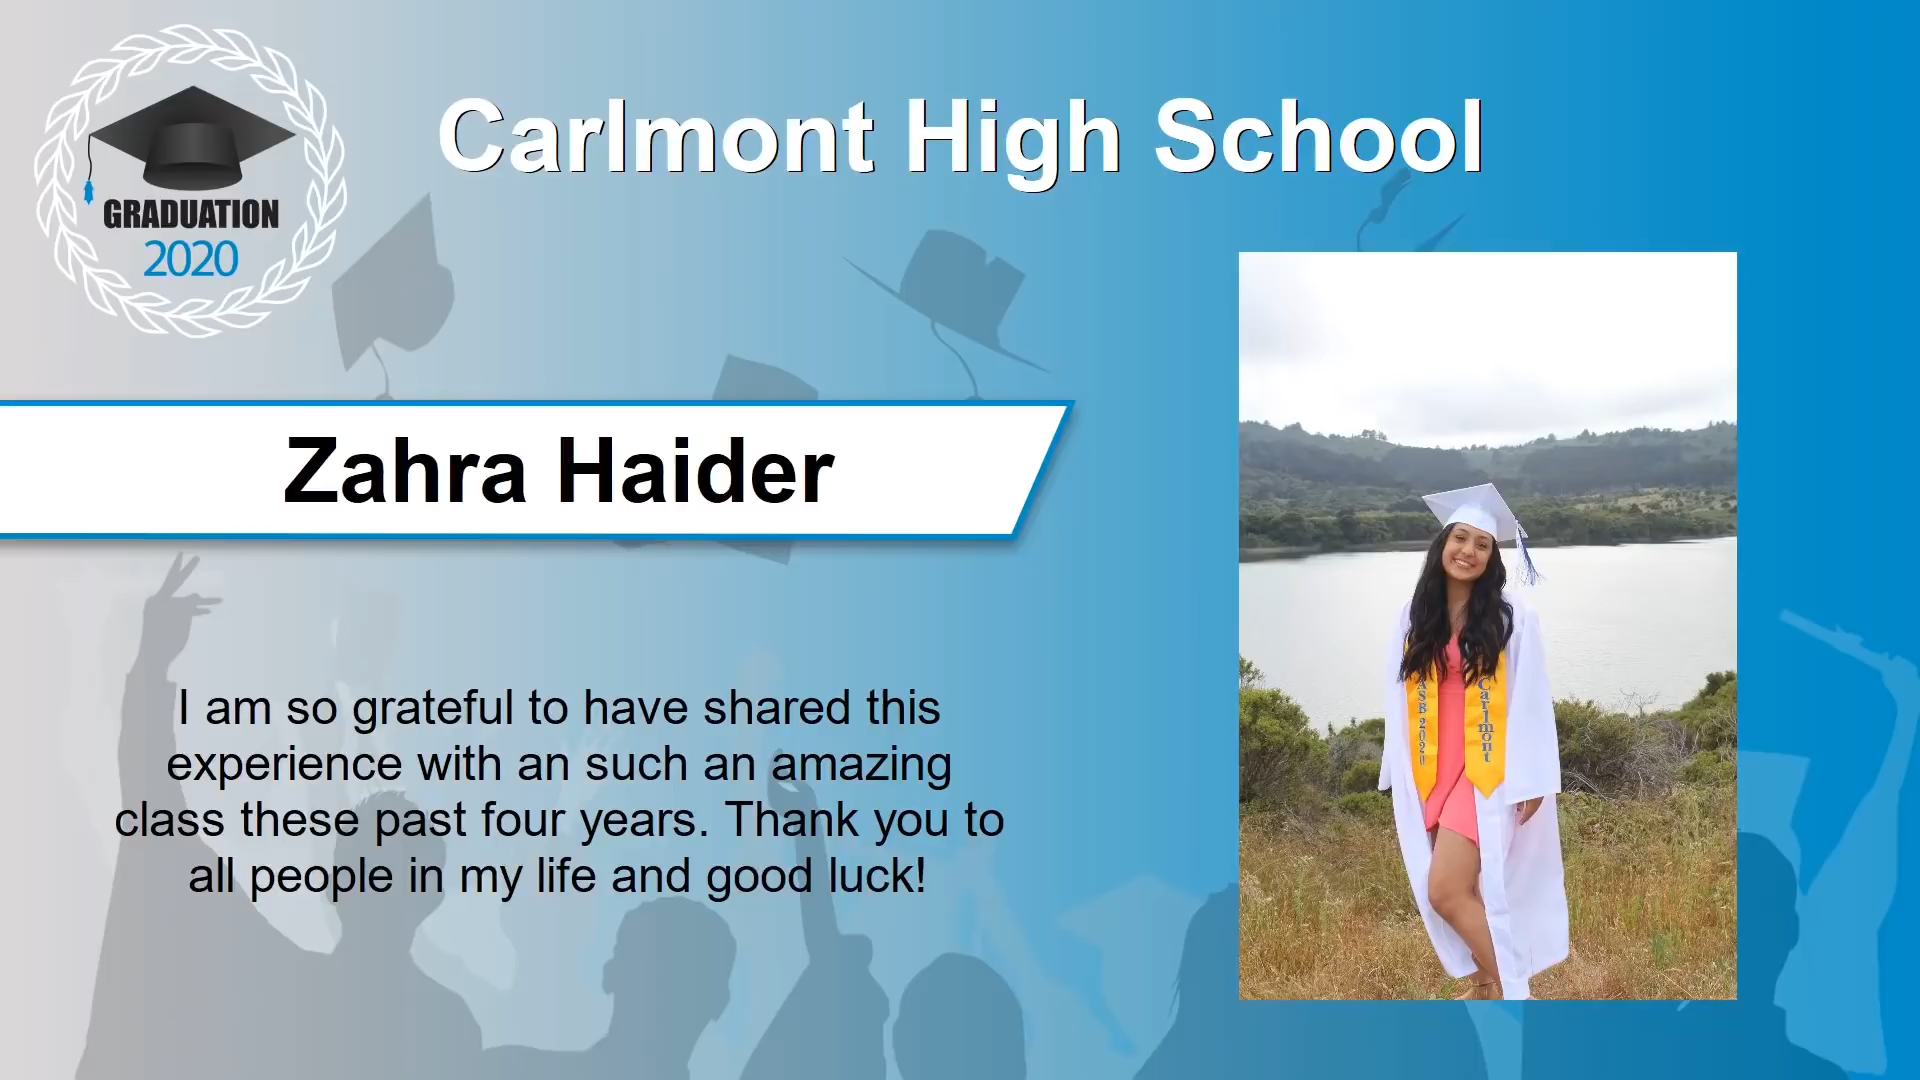 GRADUATION
2020
Carlmont High School
Zahra Haider
I am so grateful to have shared this
experience with an such an amazing
class these past four years. Thank you to
all people in my life and good luck!
ASB 2020
Carlmont